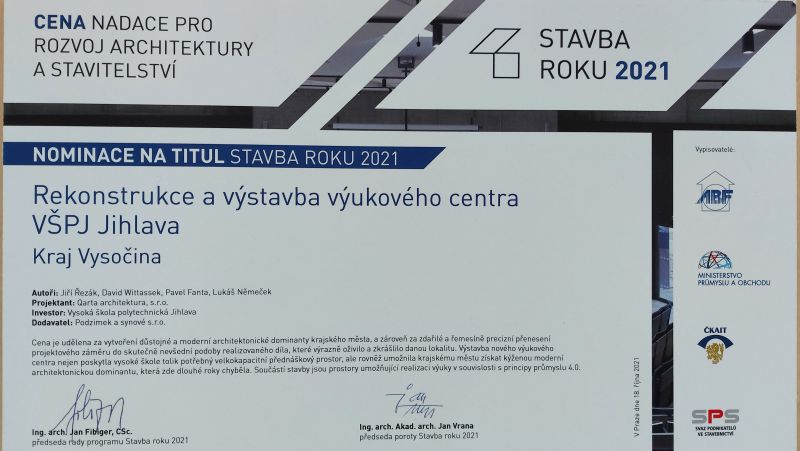 CENA NADACE PRO
ROZVOJ ARCHITEKTURY
A STAVITELSTVÍ
STAVBA
ROKU 2021
NOMINACE NA TITUL STAVBA ROKU 2021
Rekonstrukce a výstavba výukového centra
VŠPJ Jihlava
Kraj Vysočina
Autoři: Jiří Řezák, David Wittassek, Pavel Fanta, Lukáš Němeček
Projektant: Qarta architektura, s.r.o.
Investor: Vysoká škola polytechnická Jihlava
Dodavatel: Podzimek a synové s.r.o.
Cena je udělena za vytvoření důstojné a moderní architektonické dominanty krajského města, a zároveň za zdařilé a řemeslně precizní přenesení
projektového záměru do skutečně nevšední podoby realizovaného díla, které výrazně oživilo a zkrášlilo danou lokalitu. Výstavba nového výukového
centra nejen poskytla vysoké škole tolik potřebný velkokapacitní přednáškový prostor, ale rovněž umožnila krajskému městu získat kýženou moderní
architektonickou dominantu, která zde dlouhé roky chyběla. Součástí stavby jsou prostory umožňující realizaci výuky v souvislosti s principy průmyslu 4.0.
Ing. arch. Jan Fibiger, CSc.
předseda rady programu Stavba roku 2021
Ing. arch. Akad. arch. Jan Vrana
předseda poroty Stavba roku 2021
V Praze dne 18. října 2021
Vypisovatelé:
ABF
MINISTERSTVO
PRŮMYSLU A OBCHODU
ČKAIT
SPS
SVAZ PODNIKATELŮ
VE STAVEBNICTVÍ